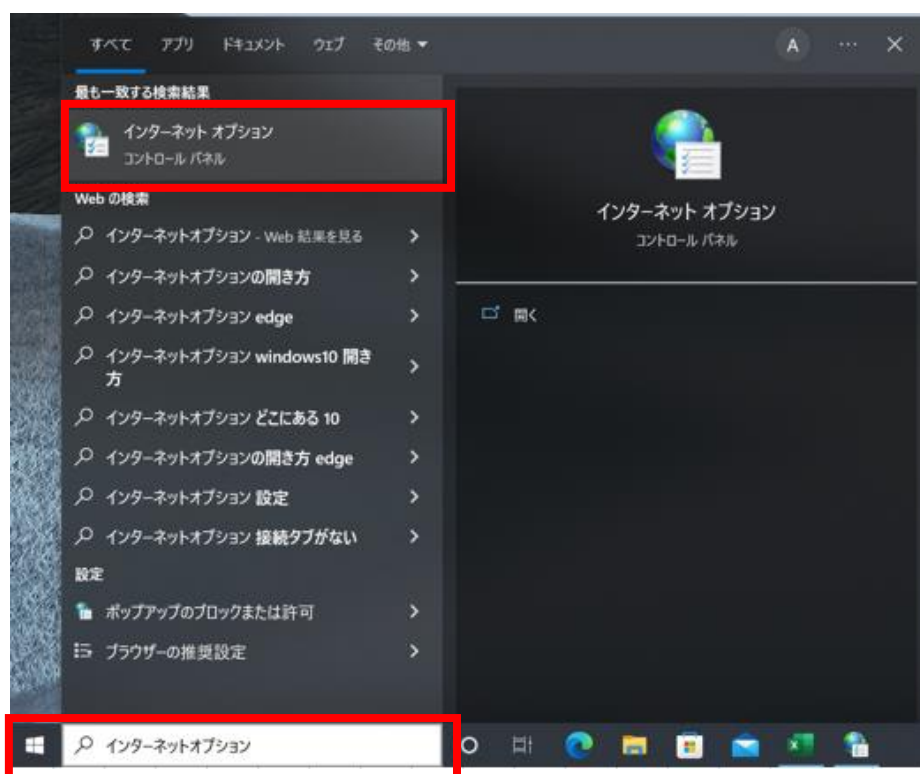 すべて アプリ ドキュメント ウェブ その他 A ...
最も一致する検索結果
インターネット オプション
コントロール パネル
Web の検索
インターネットオプション - Web 結果を見る
インターネットオプションの開き方
インターネットオプション edge
インターネットオプション windows10 開き
方
インターネットオプション どこにある 10
インターネットオプションの開き方 edge
インターネットオプション 設定
インターネットオプション 接続タブがない
設定
ポップアップのブロックまたは許可
ブラウザーの推奨設定
インターネット オプション
コントロール パネル
開く
インターネットオプション